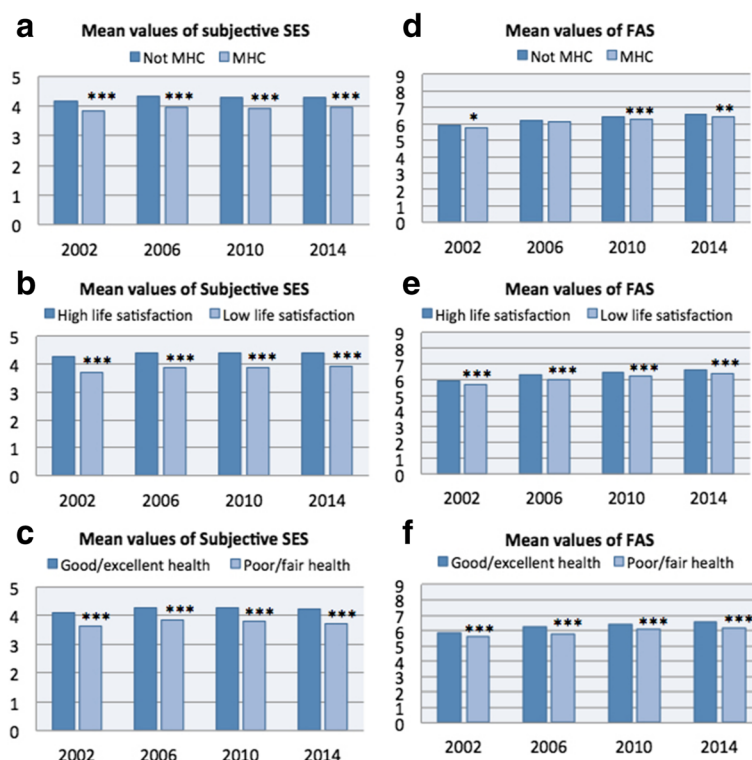 a
Mean values of subjective SES
Not MHC MHC
5
4
3
2
1
0
*** *** *** ***
2002 2006 2010 2014
b
Mean values of Subjective SES
High life satisfaction Low life satisfaction
5
4
3
2
1
0
*** *** *** ***
2002 2006 2010 2014
c
Mean values of Subjective SES
Good/excellent health Poor/fair health
5
4
3
2
1
0
*** *** *** ***
2002 2006 2010 2014
d
Mean values of FAS
Not MHC MHC
9
8
7
6
5
4
3
2
1
0
* *** **
2002 2006 2010 2014
e
Mean values of FAS
High life satisfaction Low life satisfaction
9
8
7
6
5
4
3
2
1
0
*** *** *** ***
2002 2006 2010 2014
f
Mean values of FAS
Good/excellent health Poor/fair health
9
8
7
6
5
4
3
2
1
0
*** *** *** ***
2002 2006 2010 2014